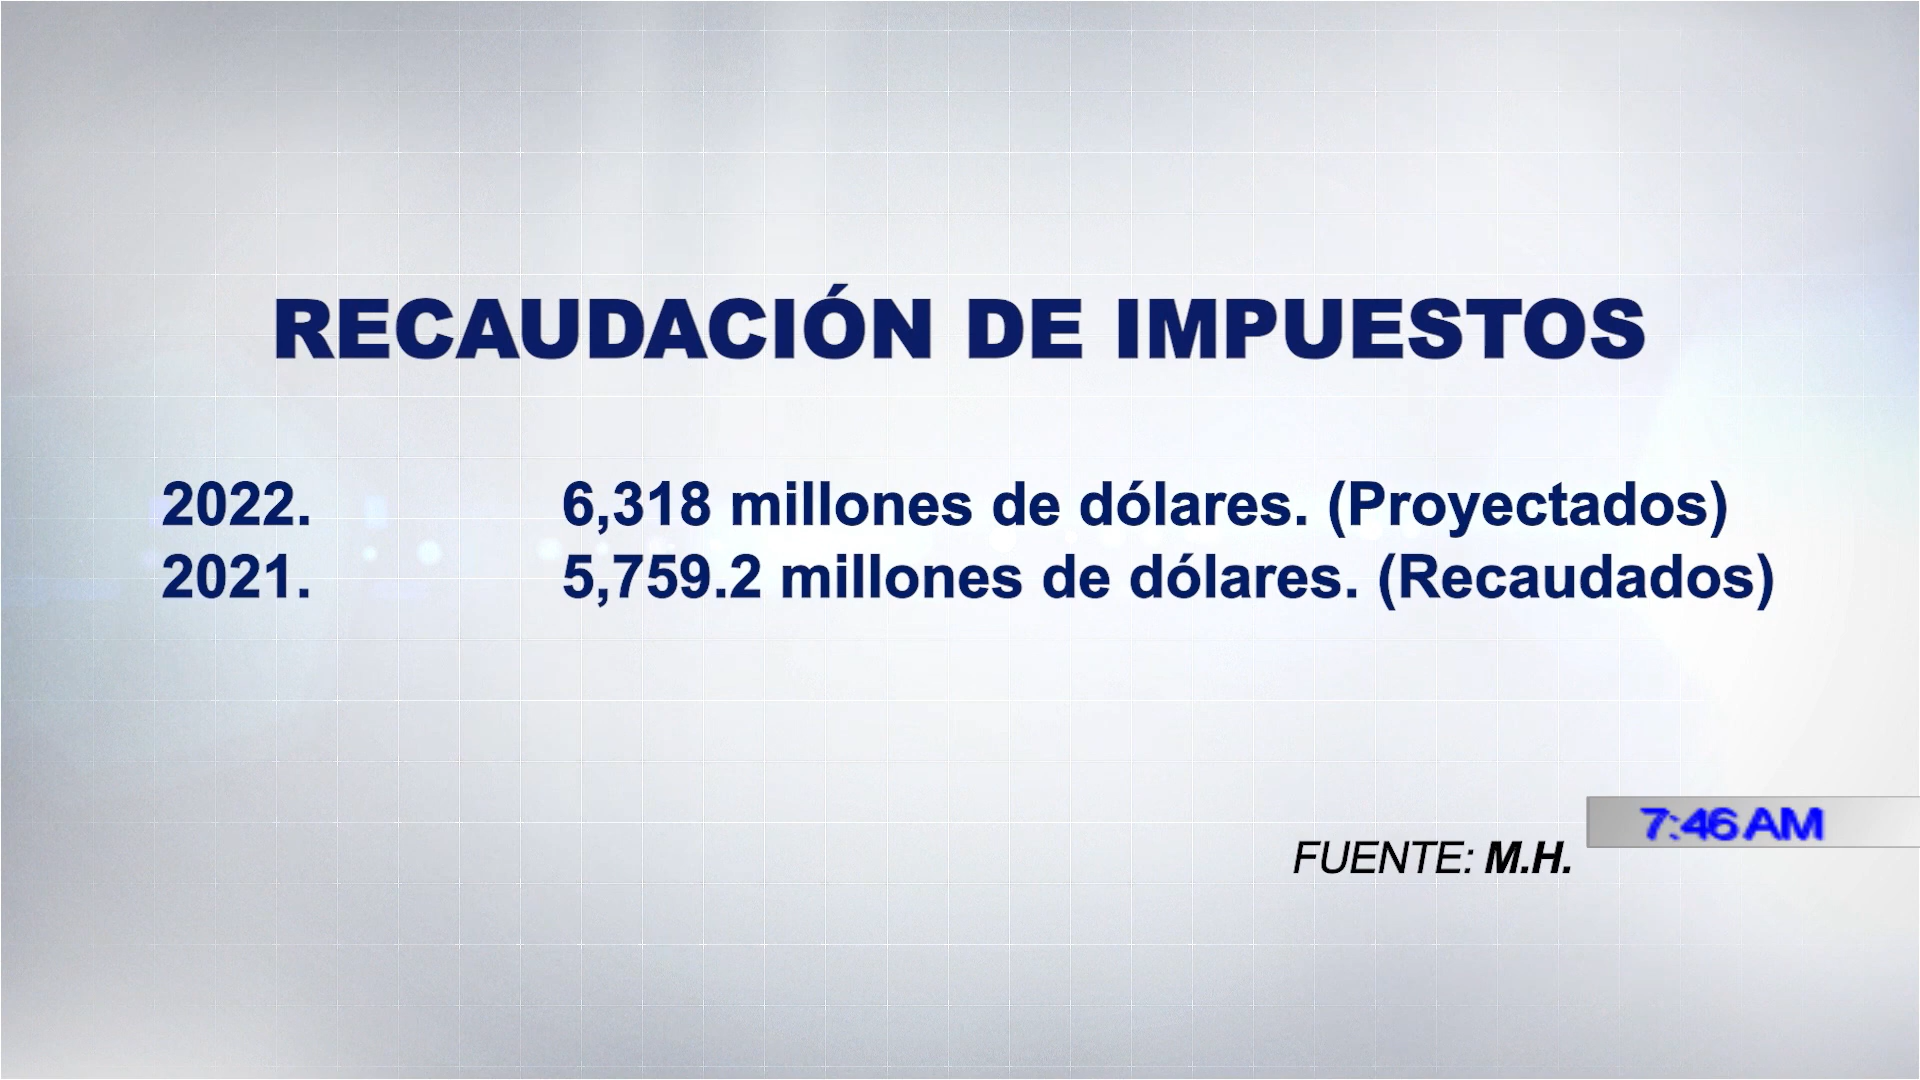 RECAUDACIÓN DE IMPUESTOS
2022. 6,318 millones de dólares. (Proyectados)
2021. 5,759.2 millones de dólares. (Recaudados)
7:46 AM
FUENTE: M.H.